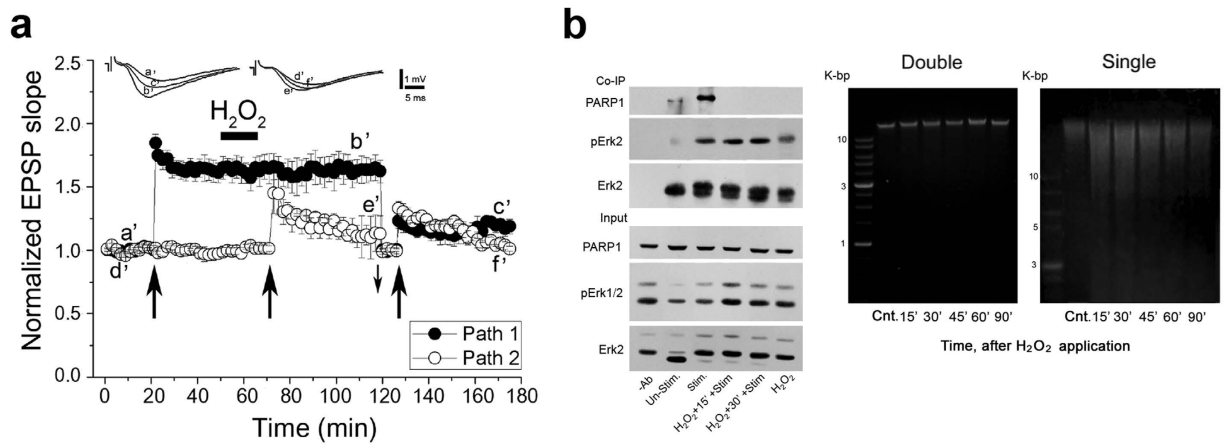 a
2.5
2.0
1.5
1.0
0.5
0.0
Normalized EPSP slope
0 20 40 60 80 100 120 140 160 180
Time (min)
a'
c'
b'
d'
f'
e'
1 mV
5 ms
H₂O₂
b'
e'
a'
d'
c'
f'
Path 1
Path 2
b
Co-IP
PARP1
pErk2
Erk2
Input
PARP1
pErk1/2
Erk2
-Ab
Un-Stim.
Stim.
H₂O₂+15' +Stim
H₂O₂+30' +Stim
H₂O₂
Double
K-bp
10
3
1
Cnt. 15' 30' 45' 60' 90'
Single
K-bp
10
5
3
Cnt. 15' 30' 45' 60' 90'
Time, after H₂O₂ application